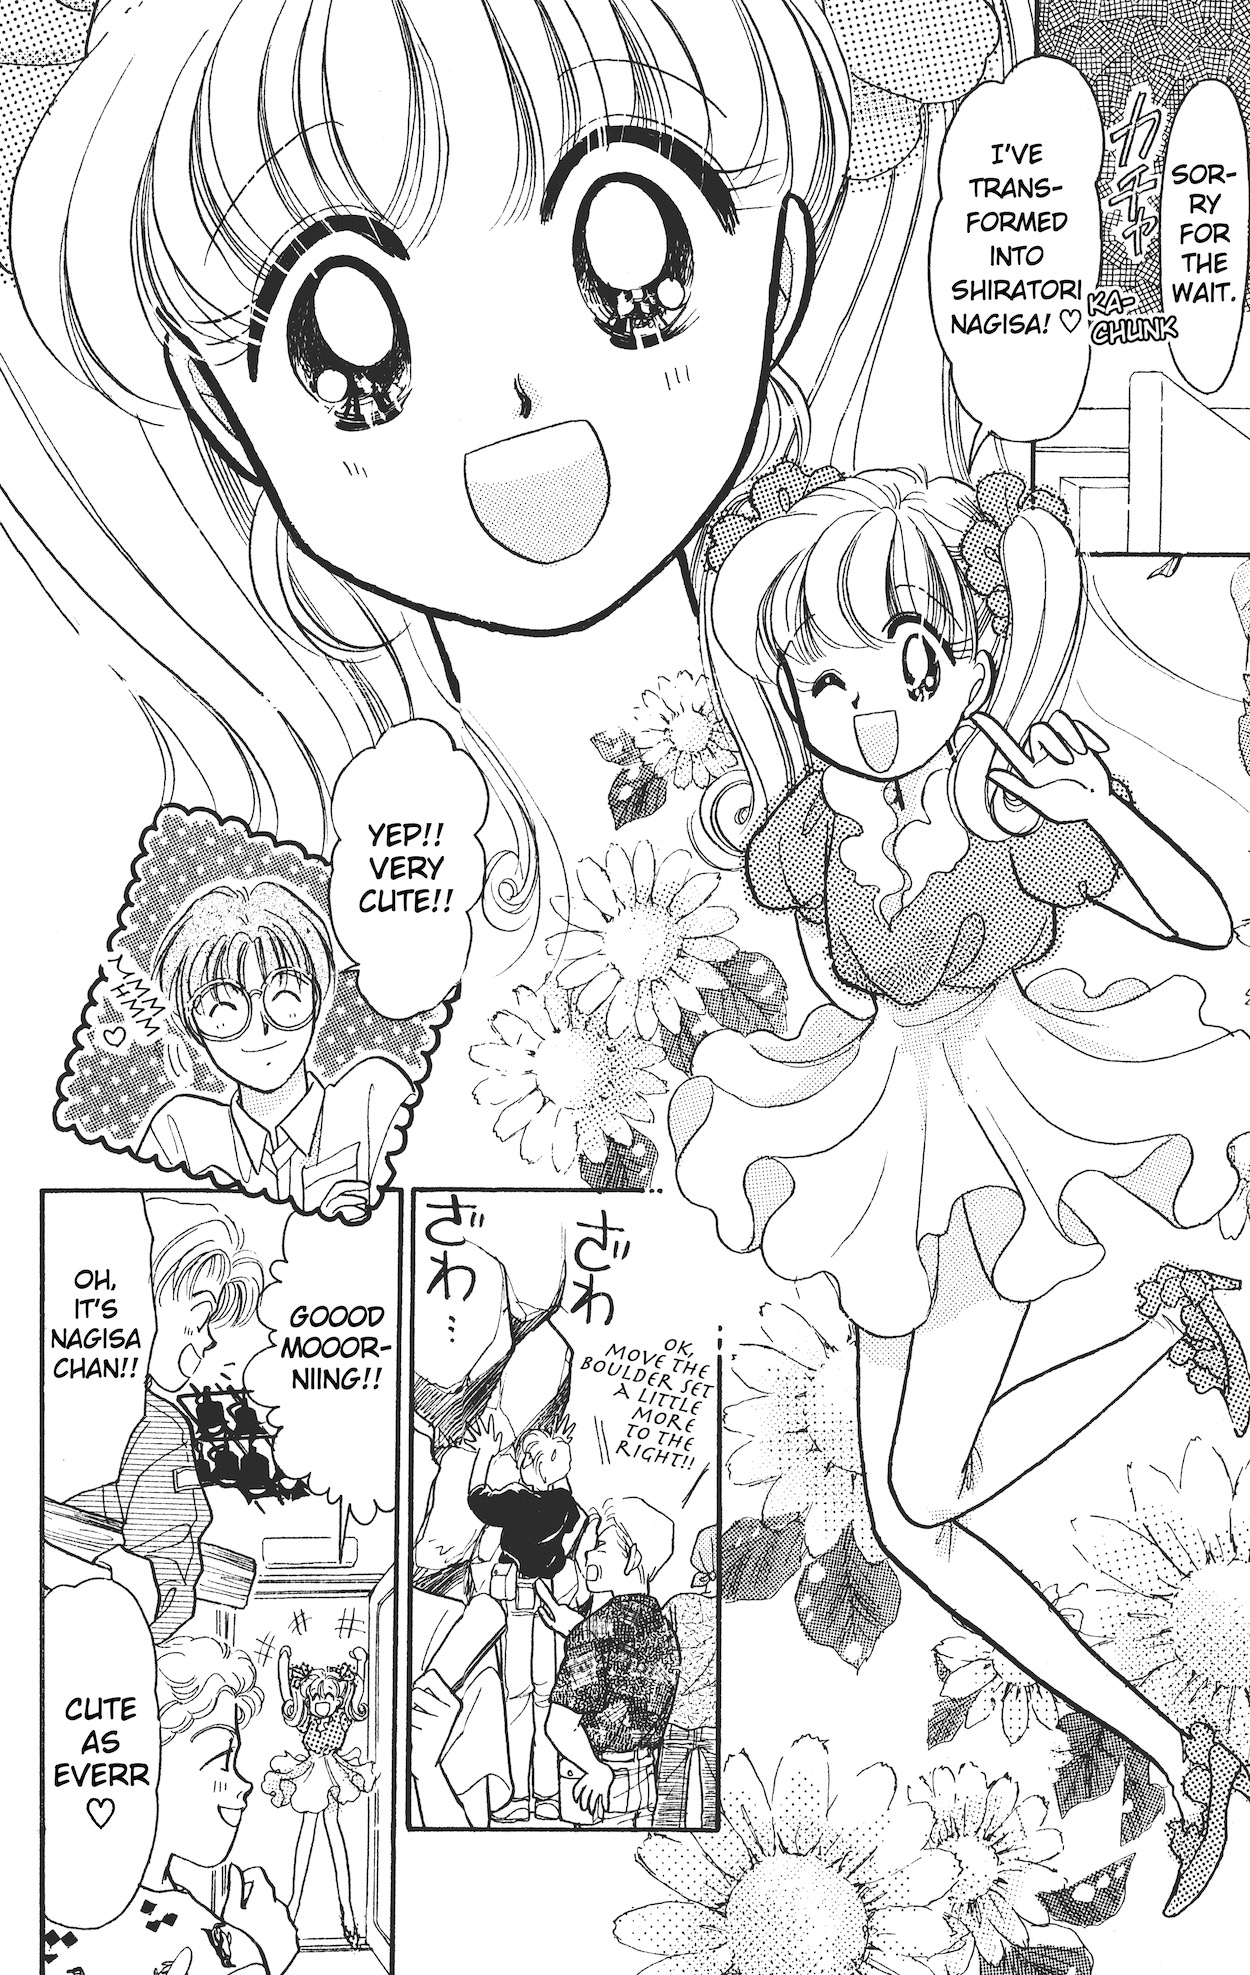 SOR-
RY
FOR
THE
WAIT.
カチャ
KA-
CHUNK
I'VE
TRANS-
FORMED
INTO
SHIRATORI
NAGISA! ♡
YEP!!
VERY
CUTE!!
MMMM
HMM
♡
ざわ
ざわ
…
OK,
MOVE THE
BOULDER SET
A LITTLE
MORE
TO THE
RIGHT!!
GOOOD
MOOOR-
NIING!!
OH,
IT'S
NAGISA
CHAN!!
CUTE
AS
EVERR
♡